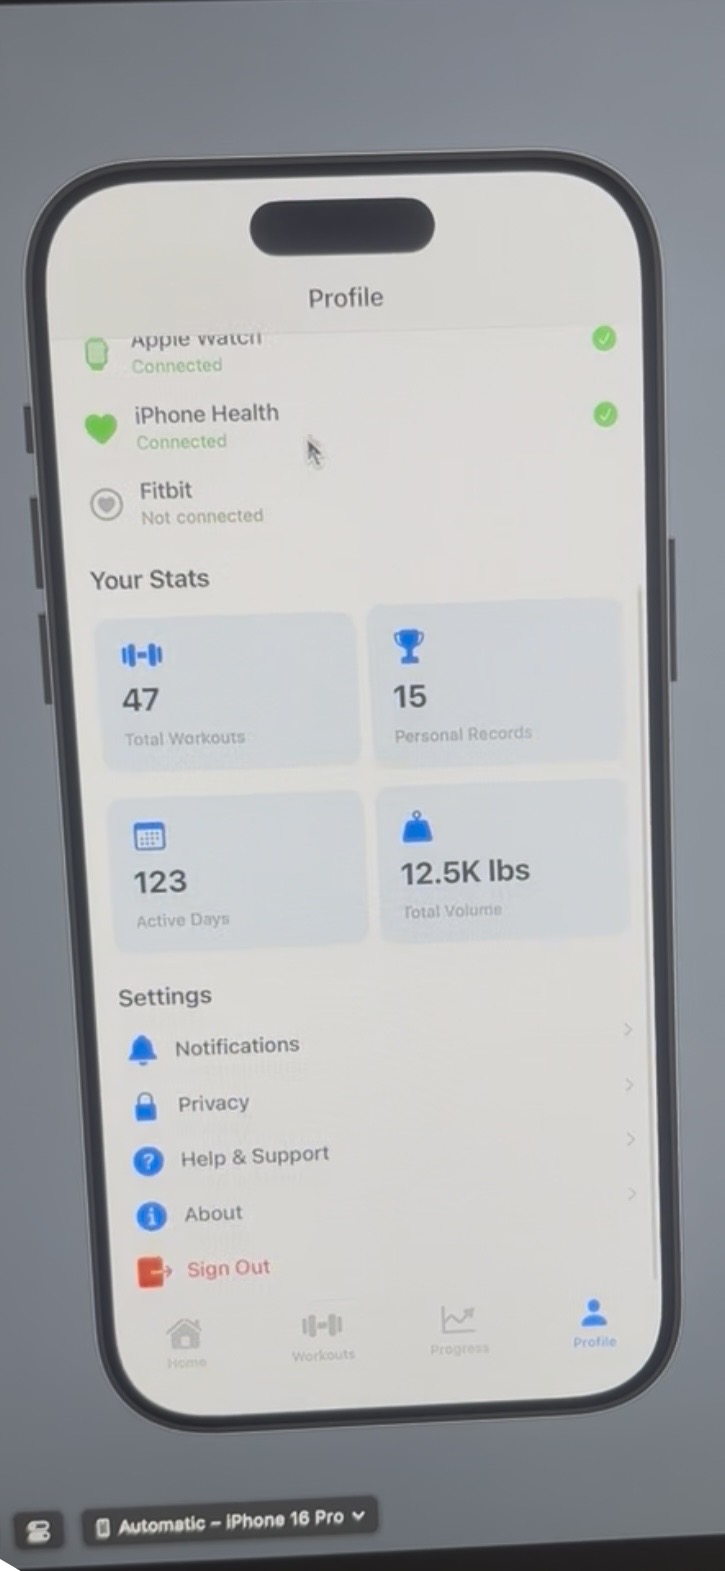 Profile
Apple Watch
Connected
iPhone Health
Connected
Fitbit
Not connected
Your Stats
47
Total Workouts
15
Personal Records
123
Active Days
12.5K lbs
Total Volume
Settings
Notifications
Privacy
Help & Support
About
Sign Out
Home
Workouts
Progress
Profile
Automatic – iPhone 16 Pro